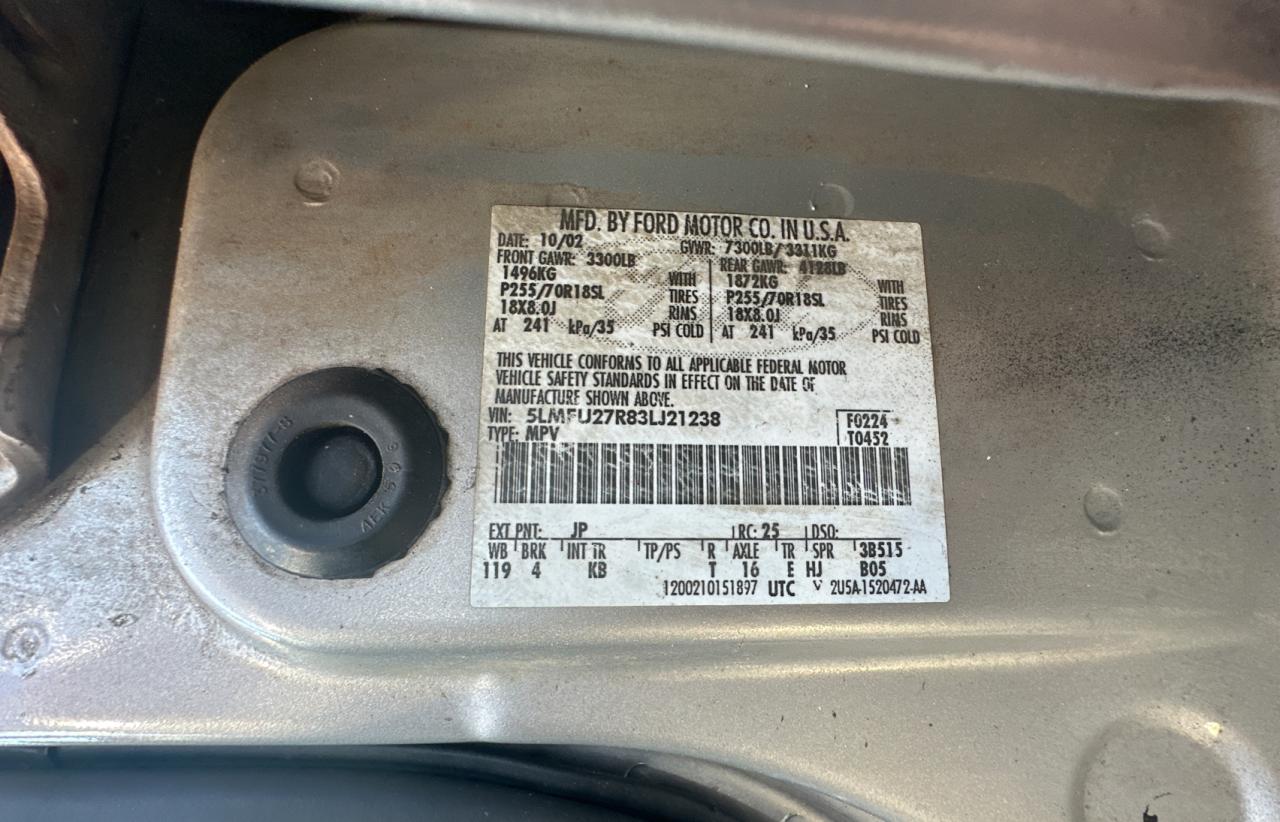 MFD. BY FORD MOTOR CO. IN U.S.A.
DATE: 10/02 GVWR: 7300LB/ 3311KG
FRONT GAWR: 3300LB REAR GAWR: 4128LB
1496KG WITH 1872KG WITH
P255/70R18SL TIRES P255/70R18SL TIRES
18X8.0J RIMS 18X8.0J RIMS
AT 241 kPa/35 PSI COLD AT 241 kPa/35 PSI COLD
THIS VEHICLE CONFORMS TO ALL APPLICABLE FEDERAL MOTOR
VEHICLE SAFETY STANDARDS IN EFFECT ON THE DATE OF
MANUFACTURE SHOWN ABOVE.
VIN: 5LMFU27R83LJ21238 F0224
TYPE: MPV T0452
EXT PNT: JP RC: 25 DSO:
WB BRK INT TR TP/PS R AXLE TR SPR 3B515
119 4 KB T 16 E HJ B05
1200210151897 UTC V 2U5A-1520472-AA